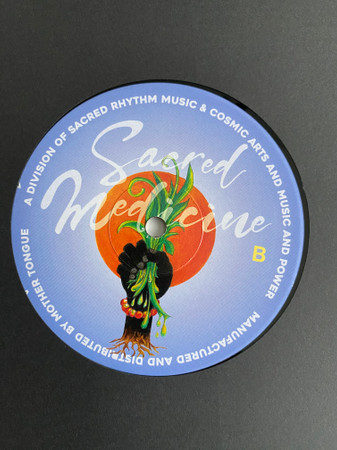 A DIVISION OF SACRED RHYTHM MUSIC & COSMIC ARTS AND MUSIC AND POWER
Sacred
Medicine
B
MANUFACTURED AND DISTRIBUTED BY MOTHER TONGUE